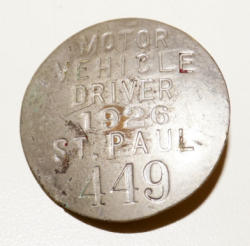 MOTOR
VEHICLE
DRIVER
1926
ST. PAUL
449